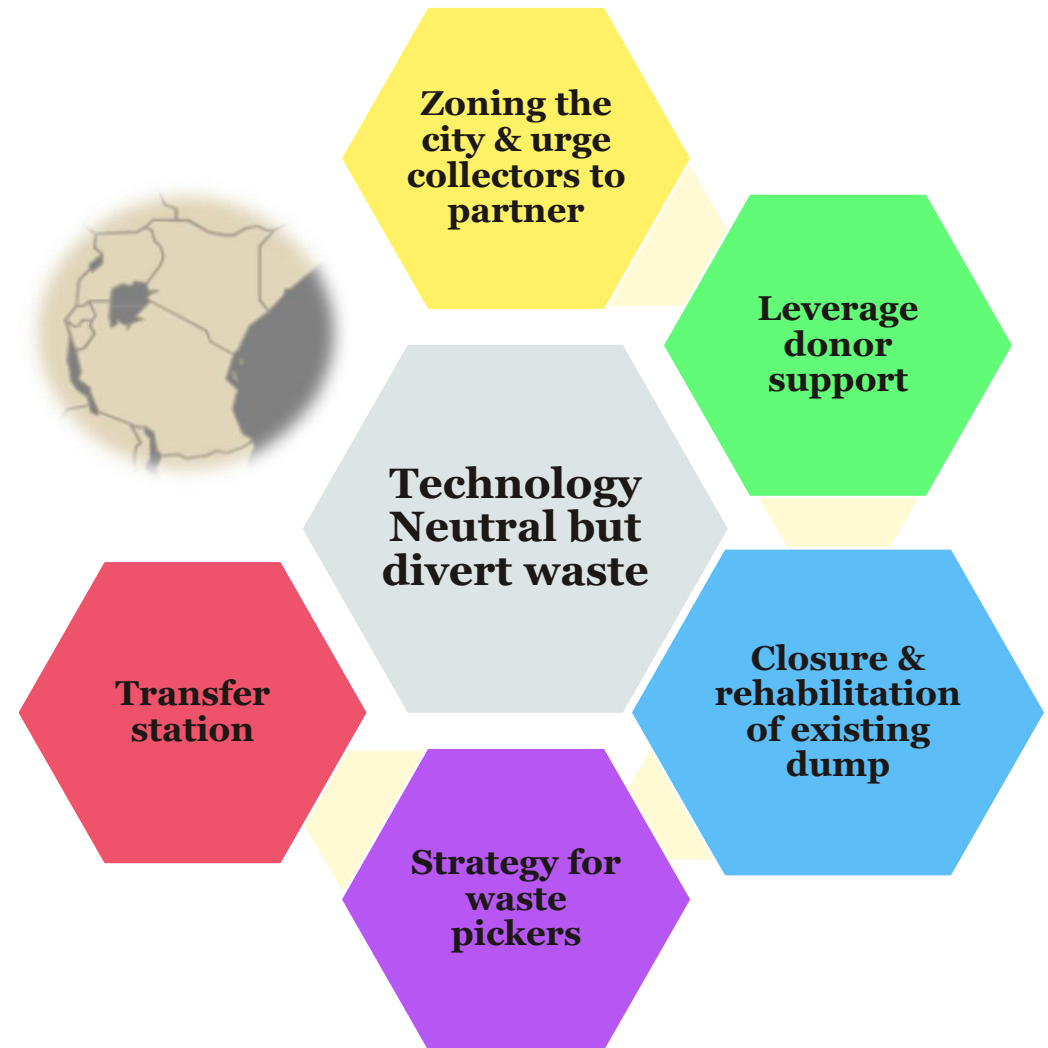 Zoning the
city & urge
collectors to
partner
Leverage
donor
support
Technology
Neutral but
divert waste
Closure &
rehabilitation
of existing
dump
Transfer
station
Strategy for
waste
pickers